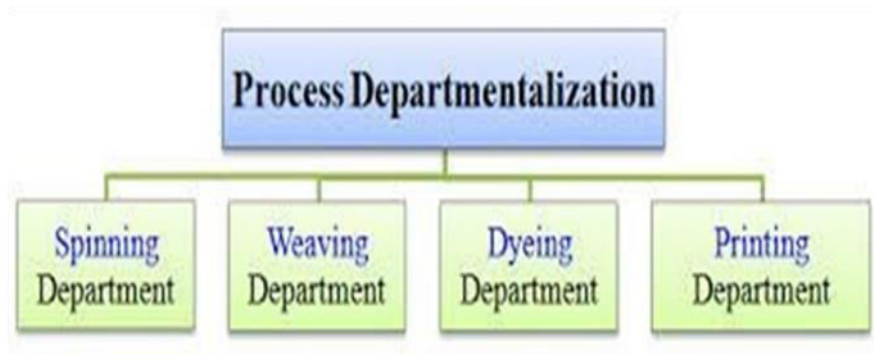 Process Departmentalization
Spinning
Department
Weaving
Department
Dyeing
Department
Printing
Department